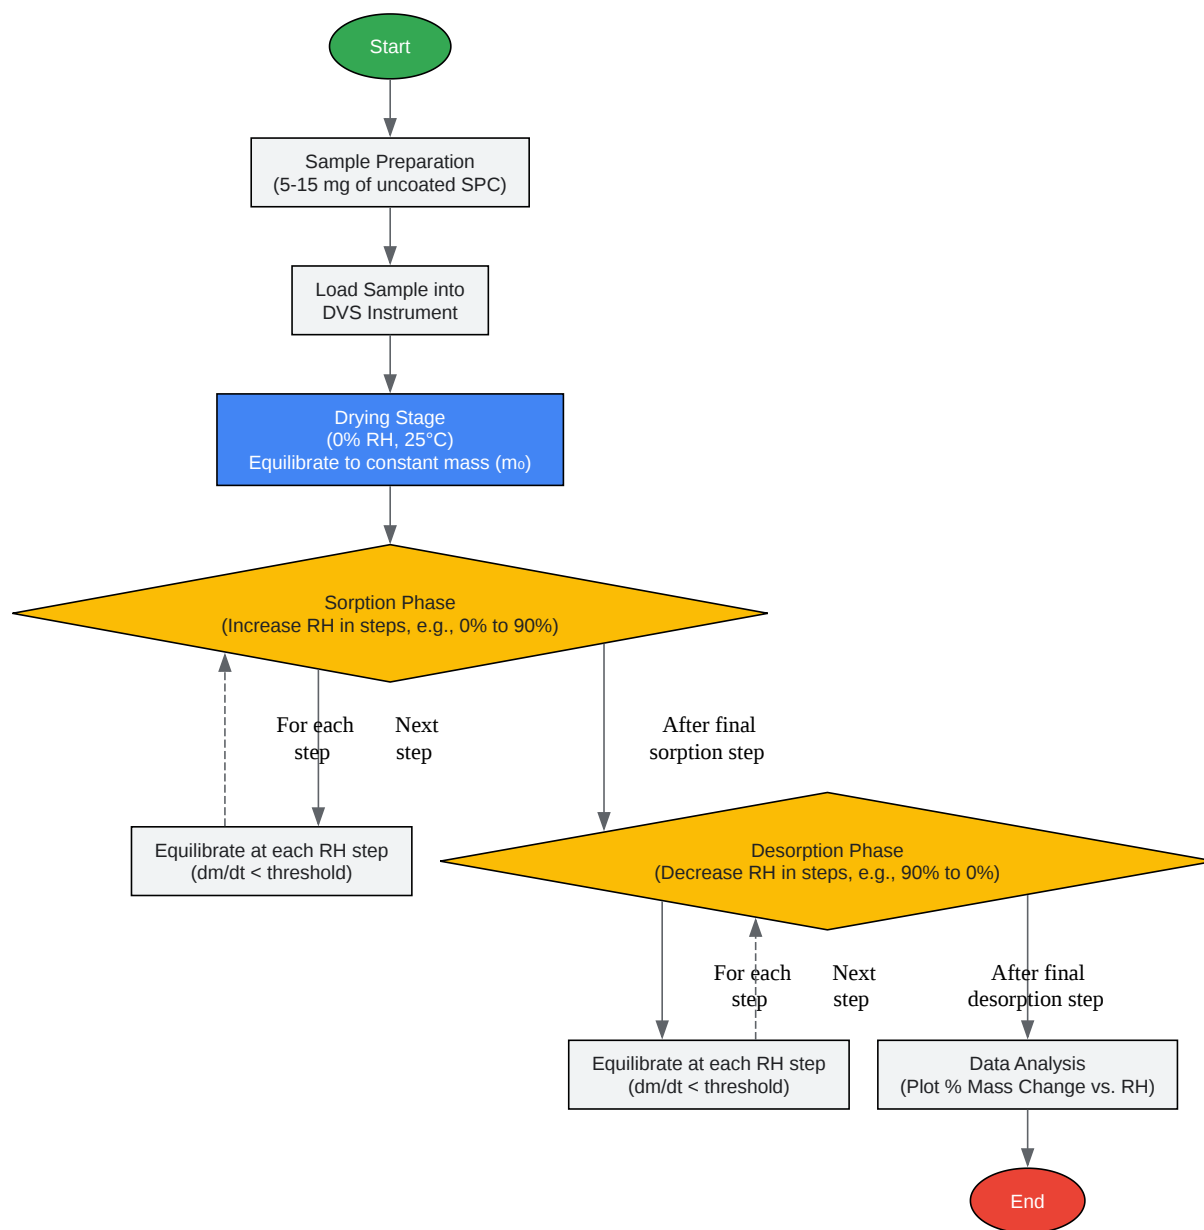 Start
Sample Preparation
(5-15 mg of uncoated SPC)
Load Sample into
DVS Instrument
Drying Stage
(0% RH, 25°C)
Equilibrate to constant mass (m₀)
Sorption Phase
(Increase RH in steps, e.g., 0% to 90%)
For each
step
Next
step
After final
sorption step
Equilibrate at each RH step
(dm/dt < threshold)
Desorption Phase
(Decrease RH in steps, e.g., 90% to 0%)
For each
step
Next
step
After final
desorption step
Equilibrate at each RH step
(dm/dt < threshold)
Data Analysis
(Plot % Mass Change vs. RH)
End